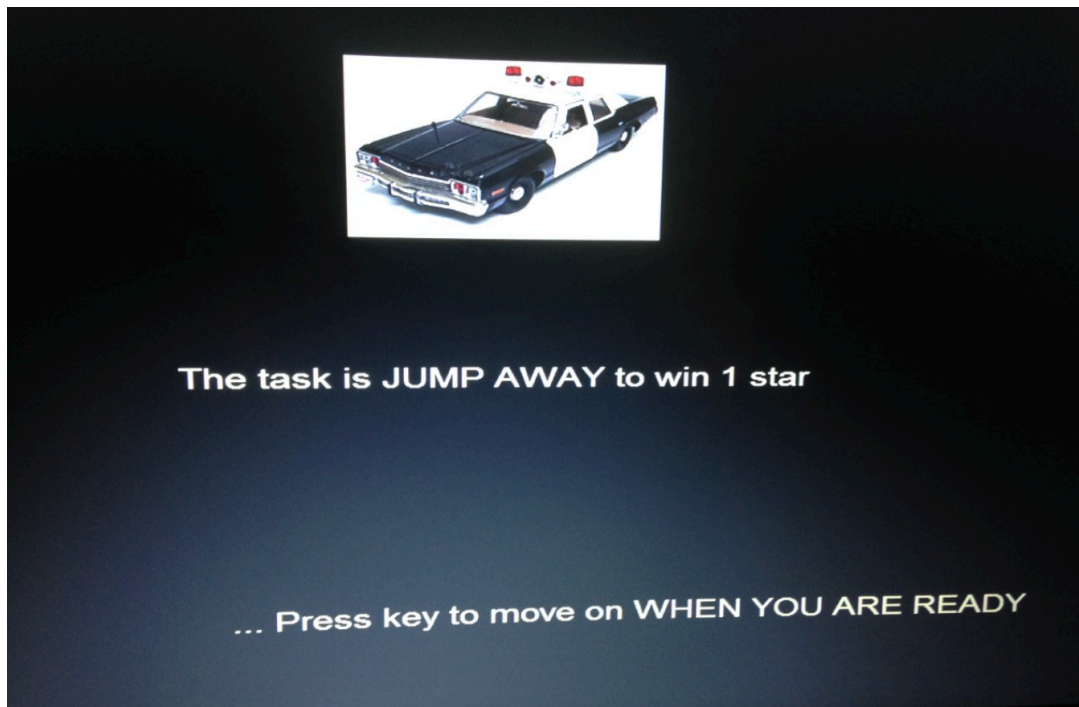 The task is JUMP AWAY to win 1 star
... Press key to move on WHEN YOU ARE READY